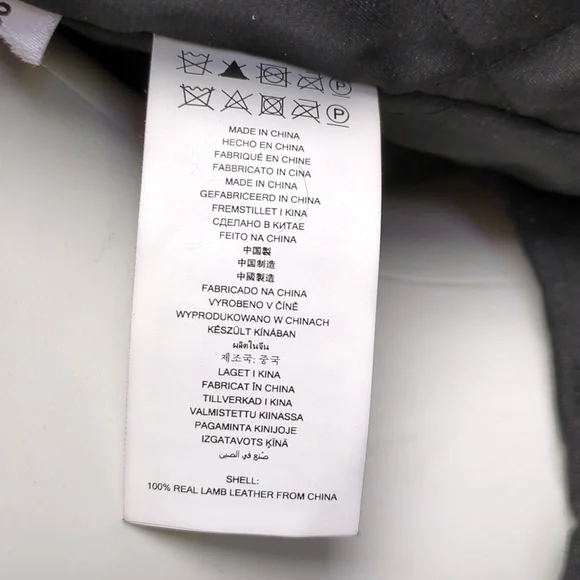 P
P
MADE IN CHINA
HECHO EN CHINA
FABRIQUÉ EN CHINE
FABBRICATO IN CINA
MADE IN CHINA
GEFABRICEERD IN CHINA
FREMSTILLET I KINA
СДЕЛАНО В КИТАЕ
FEITO NA CHINA
中国製
中国制造
中國製造
FABRICADO NA CHINA
VYROBENO V ČÍNĚ
WYPRODUKOWANO W CHINACH
KÉSZÜLT KÍNÁBAN
ผลิตในจีน
제조국: 중국
LAGET I KINA
FABRICAT ÎN CHINA
TILLVERKAD I KINA
VALMISTETTU KIINASSA
PAGAMINTA KINIJOJE
IZGATAVOTS ĶĪNĀ
صُنع في الصين
SHELL:
100% REAL LAMB LEATHER FROM CHINA